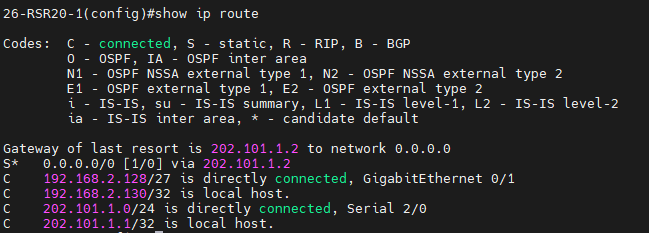 26-RSR20-1(config)#show ip route
Codes:  C - connected, S - static, R - RIP, B - BGP
O - OSPF, IA - OSPF inter area
N1 - OSPF NSSA external type 1, N2 - OSPF NSSA external type 2
E1 - OSPF external type 1, E2 - OSPF external type 2
i - IS-IS, su - IS-IS summary, L1 - IS-IS level-1, L2 - IS-IS level-2
ia - IS-IS inter area, * - candidate default
Gateway of last resort is 202.101.1.2 to network 0.0.0.0
S*   0.0.0.0/0 [1/0] via 202.101.1.2
C    192.168.2.128/27 is directly connected, GigabitEthernet 0/1
C    192.168.2.130/32 is local host.
C    202.101.1.0/24 is directly connected, Serial 2/0
C    202.101.1.1/32 is local host.